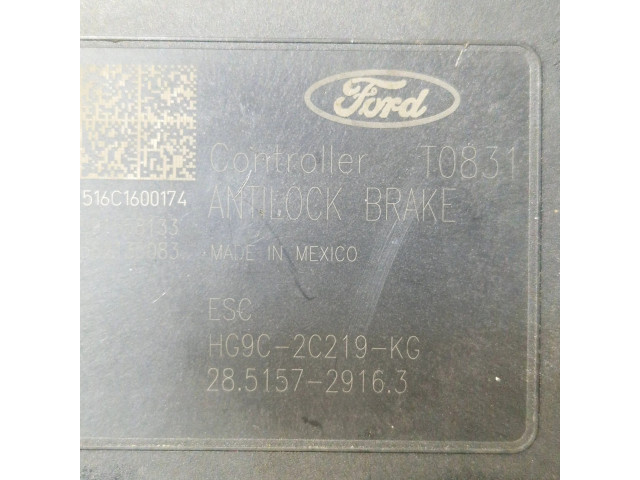 Ford
Controller T0831
516C1600174
ANTILOCK BRAKE
MADE IN MEXICO
ESC
HG9C-2C219-KG
28.5157-2916.3